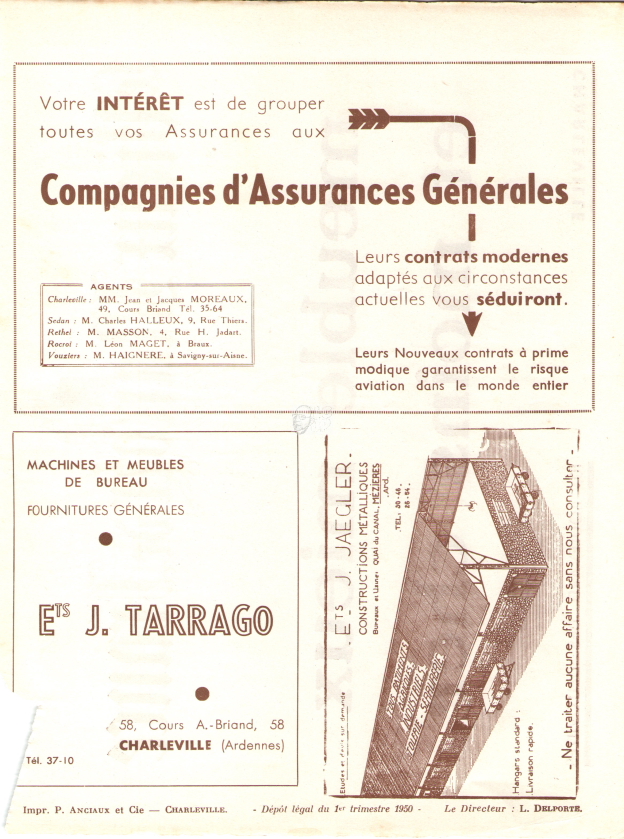 Votre INTÉRÊT est de grouper
toutes vos Assurances aux
Compagnies d'Assurances Générales
Leurs contrats modernes
adaptés aux circonstances
actuelles vous séduiront.
Leurs Nouveaux contrats à prime
modique garantissent le risque
aviation dans le monde entier
AGENTS
Charleville : MM. Jean et Jacques MOREAUX,
49, Cours Briand Tél. 35-64
Sedan : M. Charles HALLEUX, 9, Rue Thiers.
Rethel : M. MASSON, 4, Rue H. Jadart.
Rocroi : M. Léon MAGET, à Braux.
Vouziers : M. HAIGNERE, à Savigny-sur-Aisne.
MACHINES ET MEUBLES
DE BUREAU
FOURNITURES GÉNÉRALES
ETS J. TARRAGO
58, Cours A.-Briand, 58
CHARLEVILLE (Ardennes)
Tél. 37-10
- ETS J. JAEGLER -
CONSTRUCTIONS MÉTALLIQUES
Bureaux et Usines: QUAI du CANAL, MÉZIÈRES
Ard.
TEL: 20-46
Etudes et devis sur demande
AGRICOLES
INDUSTRIELS
TOLERIE - SERRURERIE
Hangars standard :
Livraison rapide.
- Ne traiter aucune affaire sans nous consulter -
Impr. P. ANCIAUX et Cie — CHARLEVILLE. - Dépôt légal du 1er trimestre 1950 - Le Directeur : L. DELPORTE.